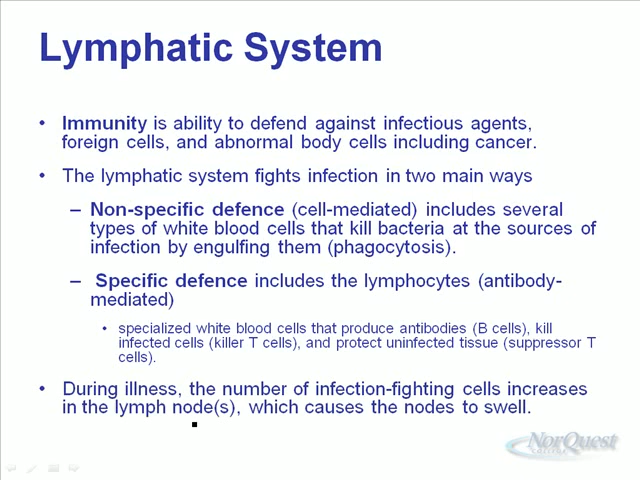 Lymphatic System
• Immunity is ability to defend against infectious agents,
foreign cells, and abnormal body cells including cancer.
• The lymphatic system fights infection in two main ways
– Non-specific defence (cell-mediated) includes several
types of white blood cells that kill bacteria at the sources of
infection by engulfing them (phagocytosis).
– Specific defence includes the lymphocytes (antibody-
mediated)
• specialized white blood cells that produce antibodies (B cells), kill
infected cells (killer T cells), and protect uninfected tissue (suppressor T
cells).
• During illness, the number of infection-fighting cells increases
in the lymph node(s), which causes the nodes to swell.
NorQuest